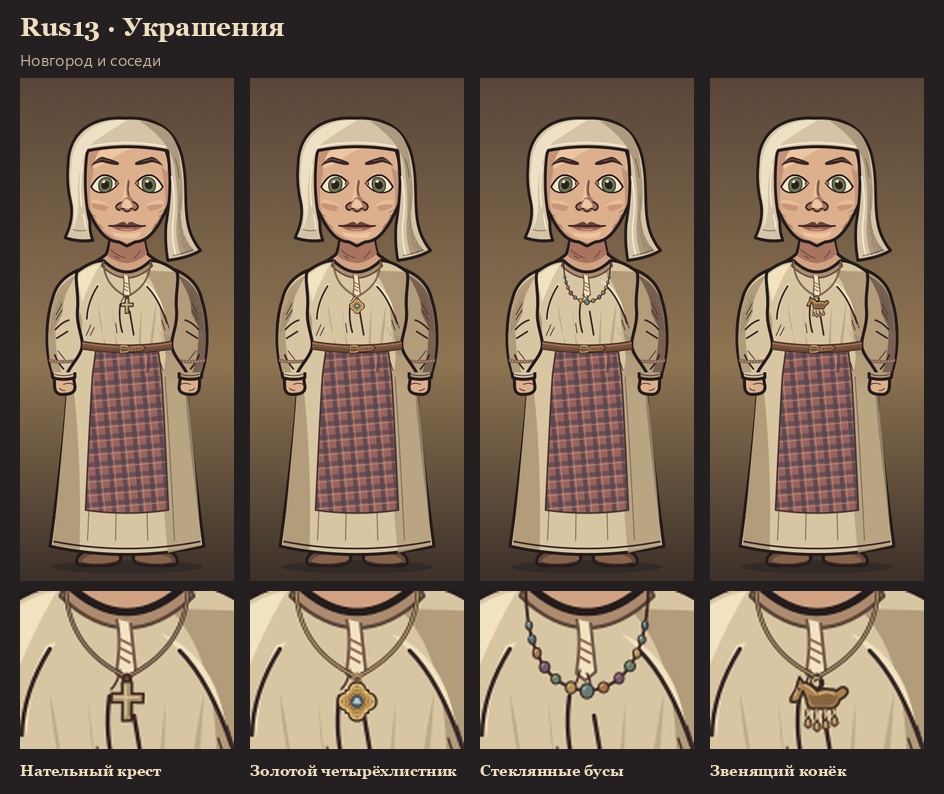 Rus13 · Украшения
Новгород и соседи
Нательный крест
Золотой четырёхлистник
Стеклянные бусы
Звенящий конёк